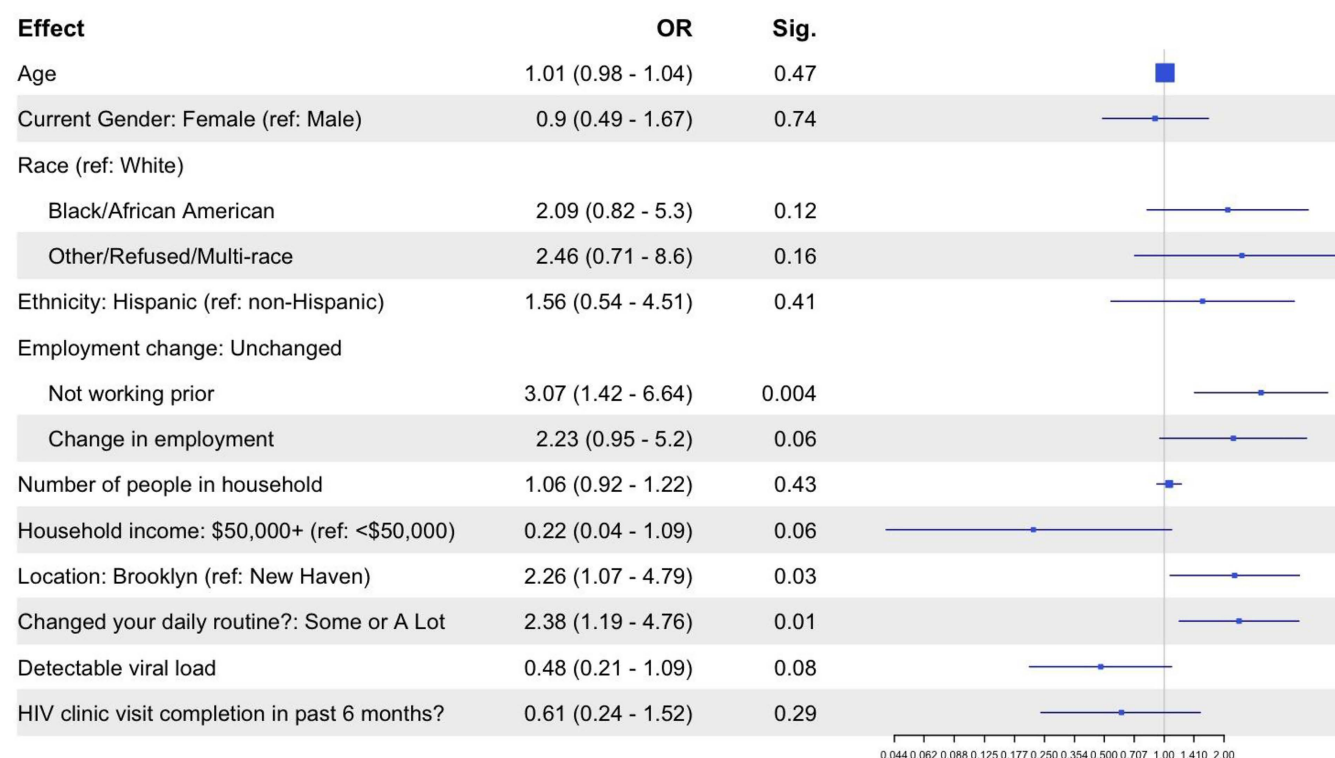 Effect OR Sig.
Age 1.01 (0.98 - 1.04) 0.47
Current Gender: Female (ref: Male) 0.9 (0.49 - 1.67) 0.74
Race (ref: White)
Black/African American 2.09 (0.82 - 5.3) 0.12
Other/Refused/Multi-race 2.46 (0.71 - 8.6) 0.16
Ethnicity: Hispanic (ref: non-Hispanic) 1.56 (0.54 - 4.51) 0.41
Employment change: Unchanged
Not working prior 3.07 (1.42 - 6.64) 0.004
Change in employment 2.23 (0.95 - 5.2) 0.06
Number of people in household 1.06 (0.92 - 1.22) 0.43
Household income: $50,000+ (ref: <$50,000) 0.22 (0.04 - 1.09) 0.06
Location: Brooklyn (ref: New Haven) 2.26 (1.07 - 4.79) 0.03
Changed your daily routine?: Some or A Lot 2.38 (1.19 - 4.76) 0.01
Detectable viral load 0.48 (0.21 - 1.09) 0.08
HIV clinic visit completion in past 6 months? 0.61 (0.24 - 1.52) 0.29
0.044 0.062 0.088 0.125 0.177 0.250 0.354 0.500 0.707 1.00 1.410 2.00